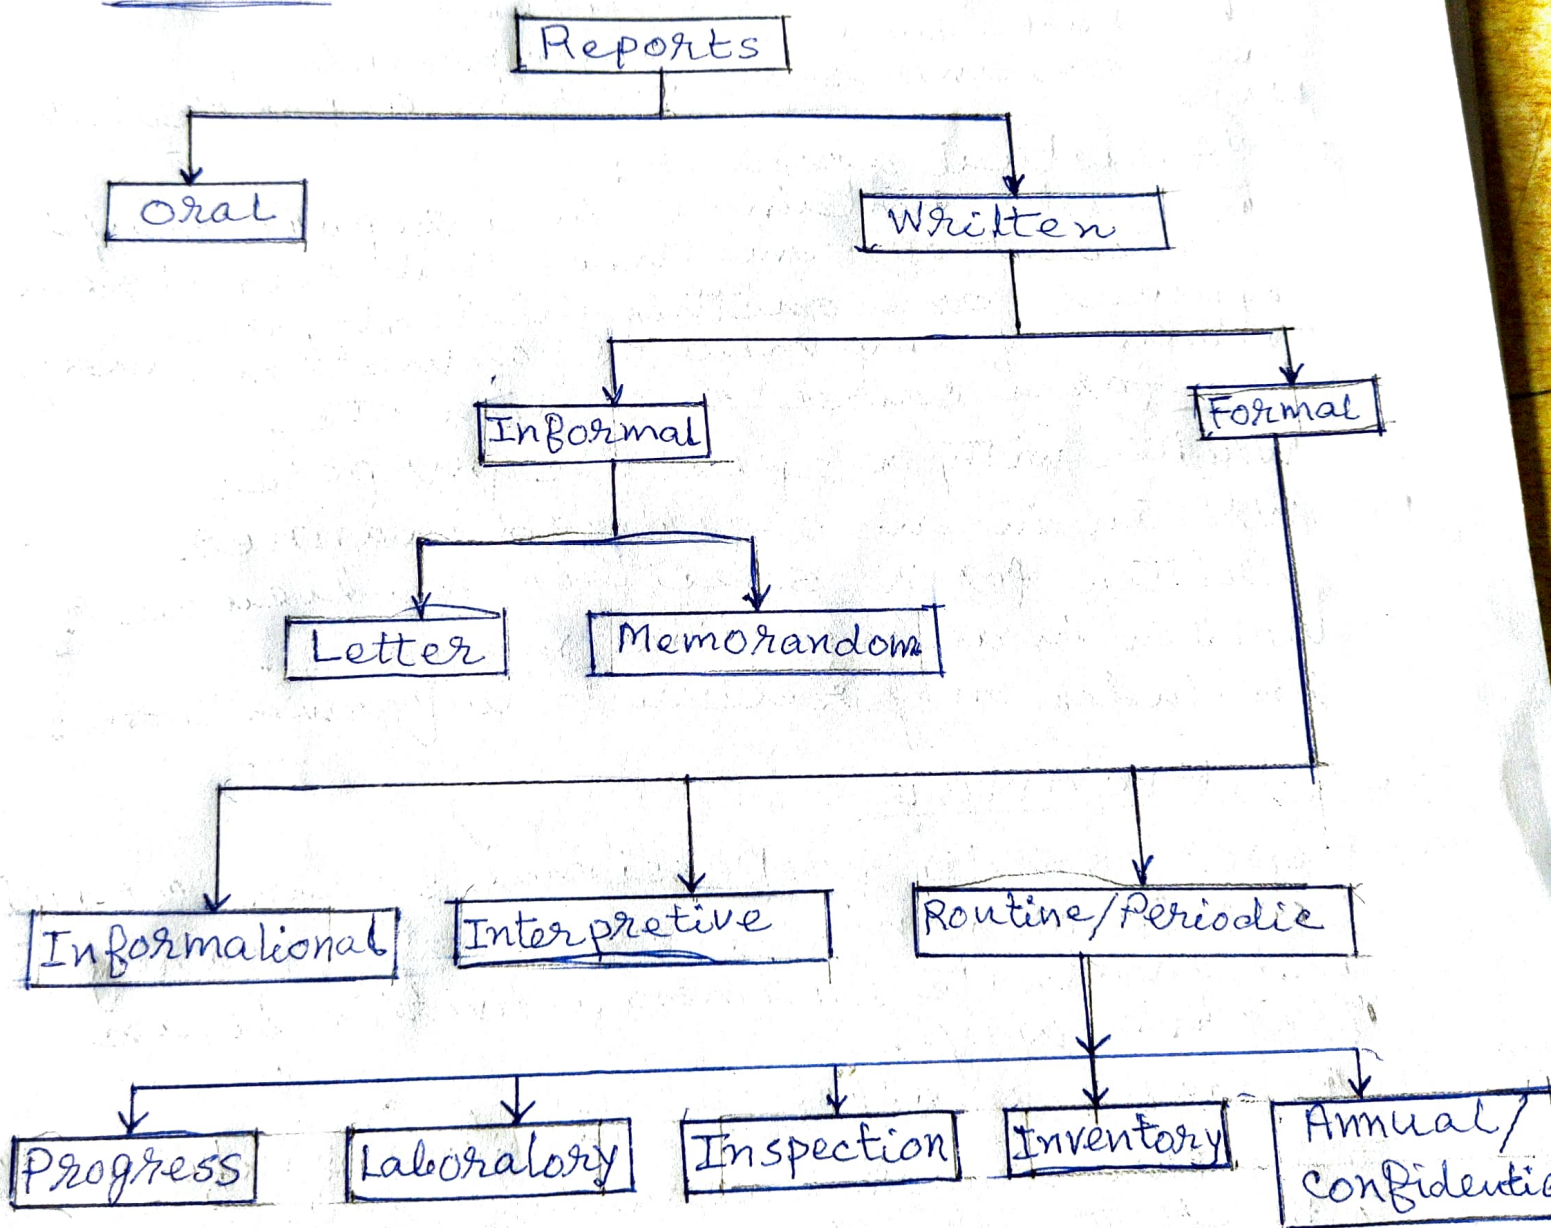 Reports
Oral
Written
Informal
Formal
Letter
Memorandom
Informational
Interpretive
Routine/Periodic
Progress
Laboratory
Inspection
Inventory
Annual/